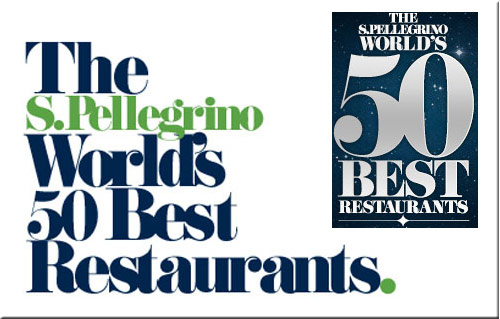 The
S.Pellegrino
World's
50 Best
Restaurants.
THE
S.PELLEGRINO
WORLD'S
50
BEST
RESTAURANTS